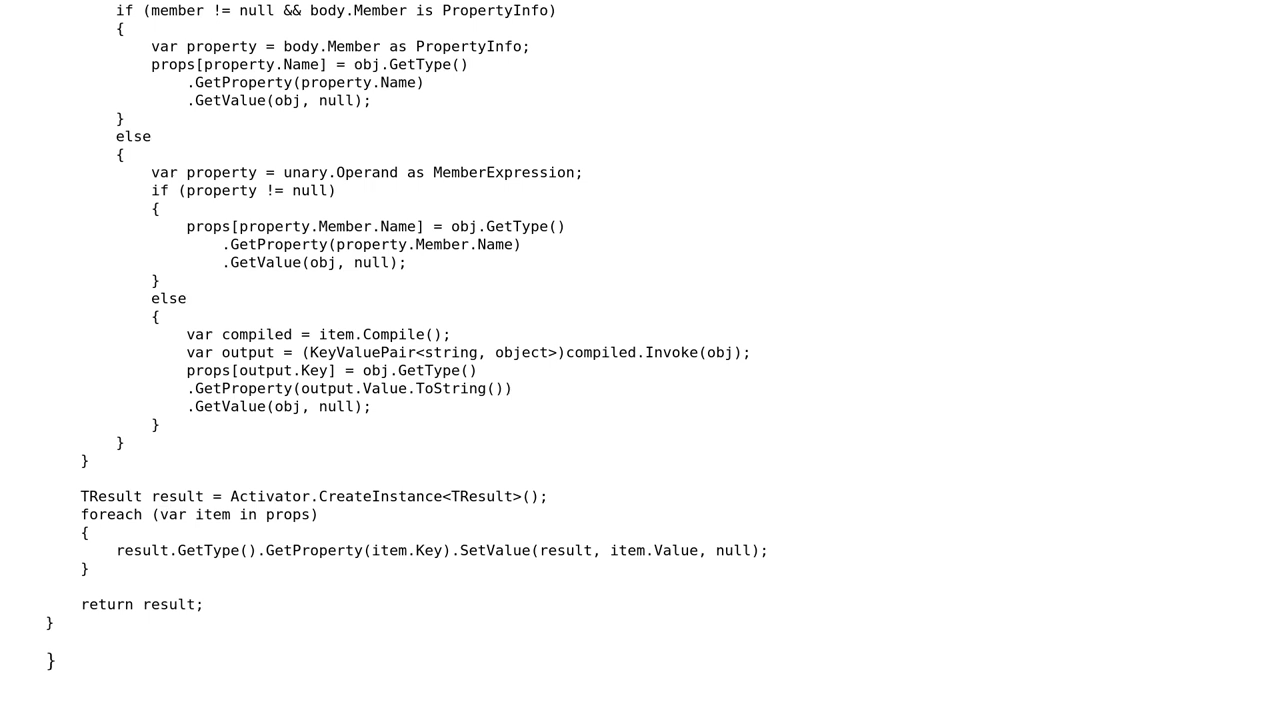 if (member != null && body.Member is PropertyInfo)
{
var property = body.Member as PropertyInfo;
props[property.Name] = obj.GetType()
.GetProperty(property.Name)
.GetValue(obj, null);
}
else
{
var property = unary.Operand as MemberExpression;
if (property != null)
{
props[property.Member.Name] = obj.GetType()
.GetProperty(property.Member.Name)
.GetValue(obj, null);
}
else
{
var compiled = item.Compile();
var output = (KeyValuePair<string, object>)compiled.Invoke(obj);
props[output.Key] = obj.GetType()
.GetProperty(output.Value.ToString())
.GetValue(obj, null);
}
}
}
TResult result = Activator.CreateInstance<TResult>();
foreach (var item in props)
{
result.GetType().GetProperty(item.Key).SetValue(result, item.Value, null);
}
return result;
}
}